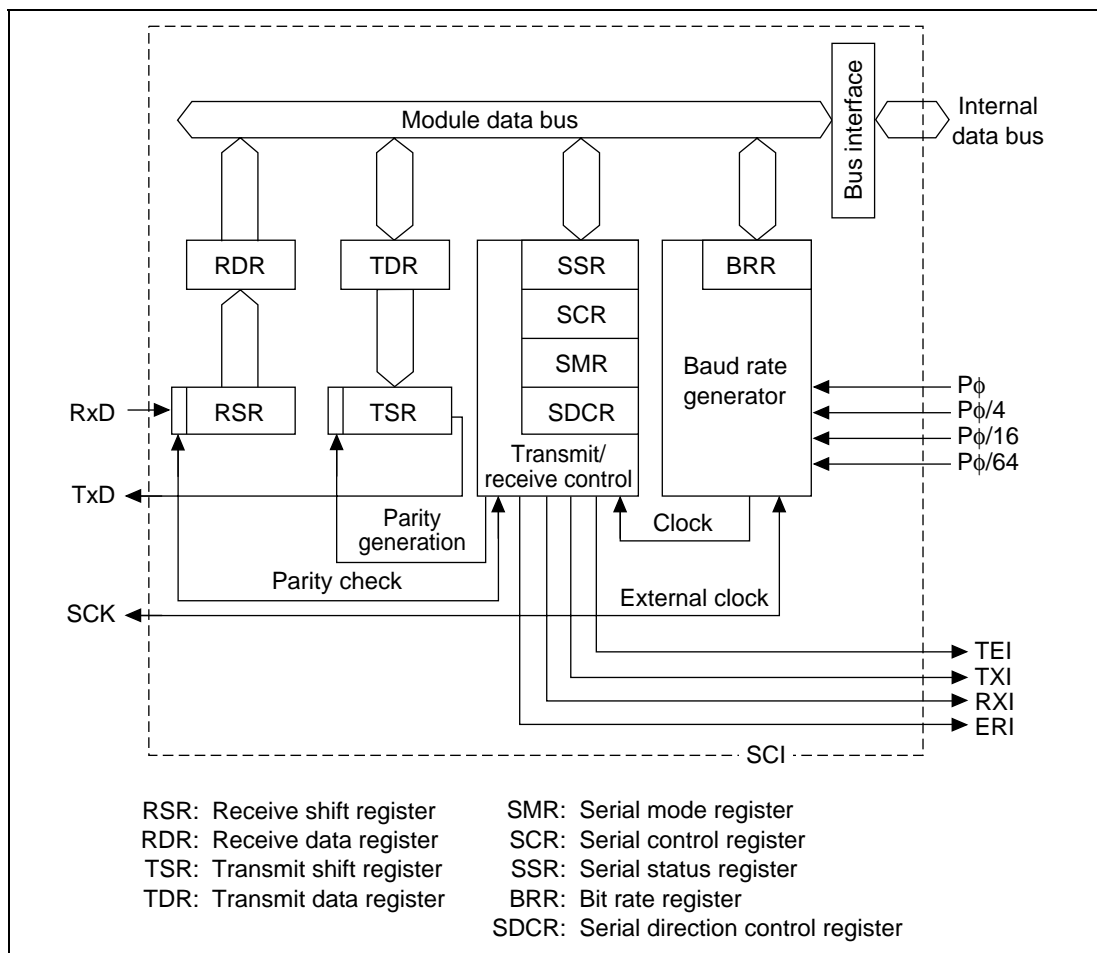 Module data bus
Bus interface
Internal
data bus
RDR
TDR
SSR
BRR
SCR
SMR
SDCR
Baud rate
generator
RxD
RSR
TSR
Transmit/
receive control
Pϕ
Pϕ/4
Pϕ/16
Pϕ/64
TxD
Parity
generation
Clock
Parity check
SCK
External clock
TEI
TXI
RXI
ERI
SCI
RSR: Receive shift register
RDR: Receive data register
TSR: Transmit shift register
TDR: Transmit data register
SMR: Serial mode register
SCR: Serial control register
SSR: Serial status register
BRR: Bit rate register
SDCR: Serial direction control register